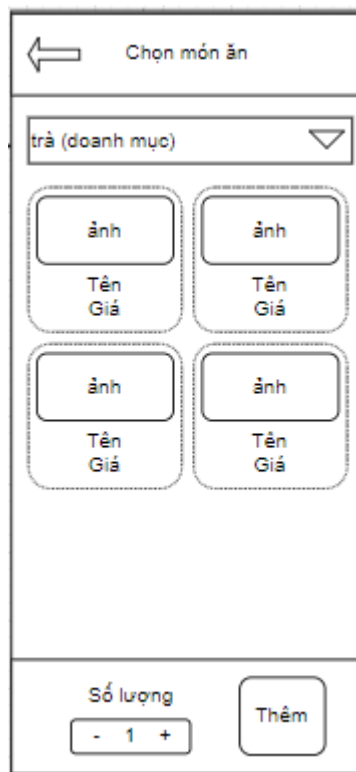 Chọn món ăn
trà (doanh mục)
ảnh ảnh
Tên Tên
Giá Giá
ảnh ảnh
Tên Tên
Giá Giá
Số lượng
Thêm
- 1 +